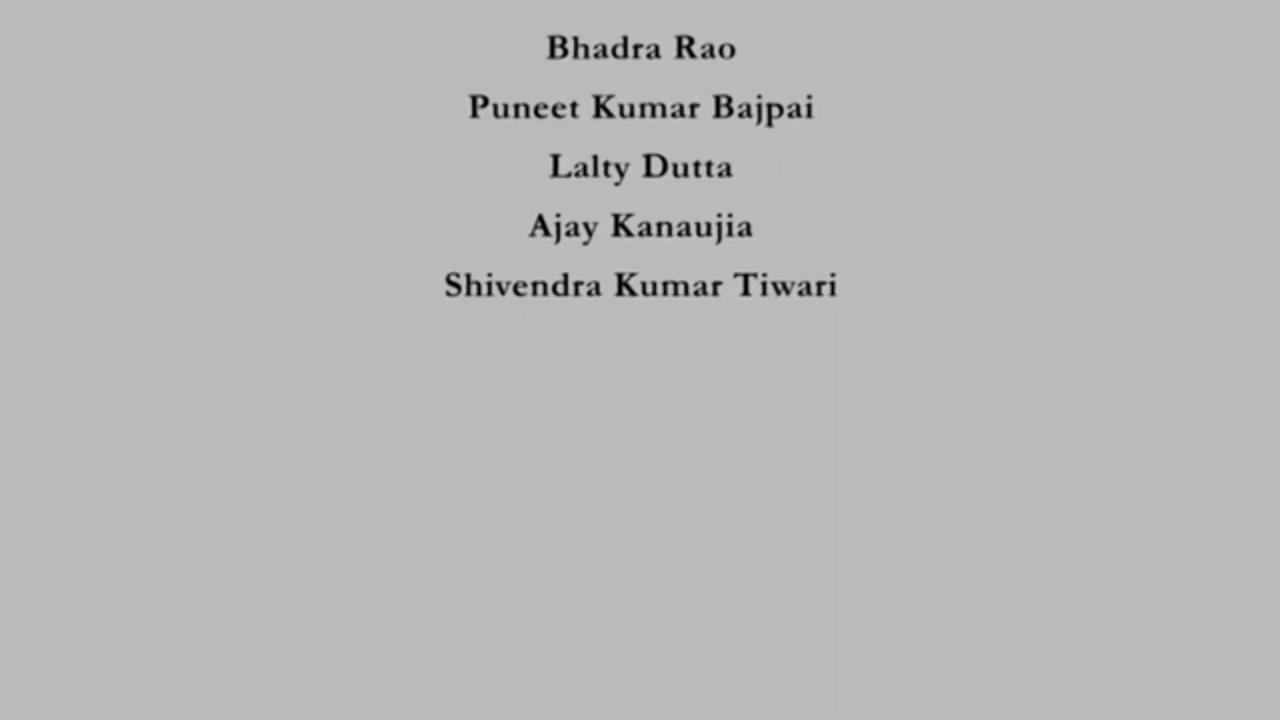 Bhadra Rao
Puneet Kumar Bajpai
Lalty Dutta
Ajay Kanaujia
Shivendra Kumar Tiwari